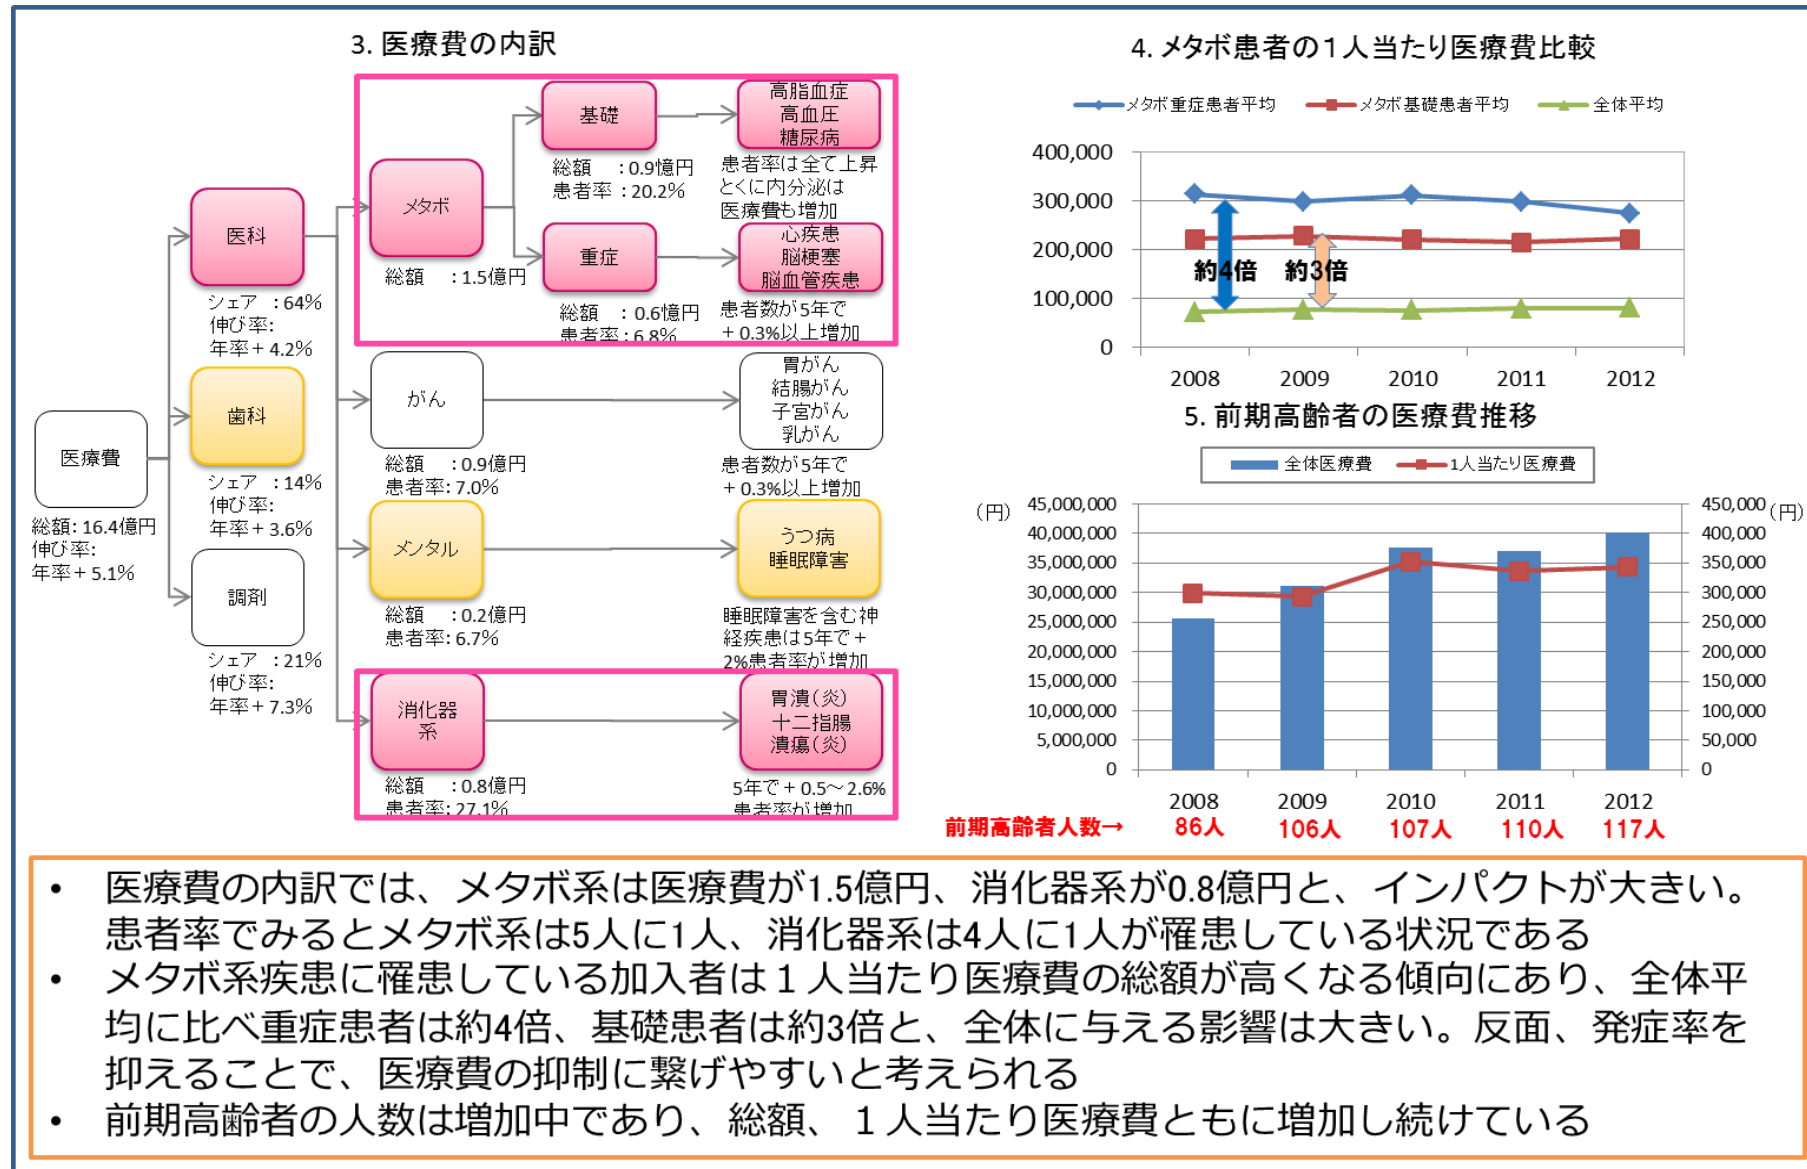 3. 医療費の内訳
医療費
総額: 16.4億円
伸び率:
年率＋5.1%
医科
シェア ：64%
伸び率:
年率＋4.2%
歯科
シェア ：14%
伸び率:
年率＋3.6%
調剤
シェア ：21%
伸び率:
年率＋7.3%
メタボ
総額 ：1.5億円
基礎
総額 ：0.9億円
患者率：20.2%
高脂血症
高血圧
糖尿病
患者率は全て上昇
とくに内分泌は
医療費も増加
重症
総額 ：0.6億円
患者率:6.8%
心疾患
脳梗塞
脳血管疾患
患者数が5年で
＋0.3%以上増加
がん
総額 ：0.9億円
患者率: 7.0%
胃がん
結腸がん
子宮がん
乳がん
患者数が5年で
＋0.3%以上増加
メンタル
総額 ：0.2億円
患者率: 6.7%
うつ病
睡眠障害
睡眠障害を含む神
経疾患は5年で＋
2%患者率が増加
消化器
系
総額 ：0.8億円
患者率:27.1%
胃潰（炎）
十二指腸
潰瘍（炎）
5年で＋0.5～2.6%
患者率が増加
4. メタボ患者の１人当たり医療費比較
メタボ重症患者平均 メタボ基礎患者平均 全体平均
400,000
300,000
200,000
100,000
0
約4倍 約3倍
2008 2009 2010 2011 2012
5. 前期高齢者の医療費推移
全体医療費 1人当たり医療費
（円） 45,000,000 450,000 （円）
40,000,000 400,000
35,000,000 350,000
30,000,000 300,000
25,000,000 250,000
20,000,000 200,000
15,000,000 150,000
10,000,000 100,000
5,000,000 50,000
0 0
2008 2009 2010 2011 2012
前期高齢者人数→ 86人 106人 107人 110人 117人
• 医療費の内訳では、メタボ系は医療費が1.5億円、消化器系が0.8億円と、インパクトが大きい。
患者率でみるとメタボ系は5人に1人、消化器系は4人に1人が罹患している状況である
• メタボ系疾患に罹患している加入者は１人当たり医療費の総額が高くなる傾向にあり、全体平
均に比べ重症患者は約4倍、基礎患者は約3倍と、全体に与える影響は大きい。反面、発症率を
抑えることで、医療費の抑制に繋げやすいと考えられる
• 前期高齢者の人数は増加中であり、総額、１人当たり医療費ともに増加し続けている